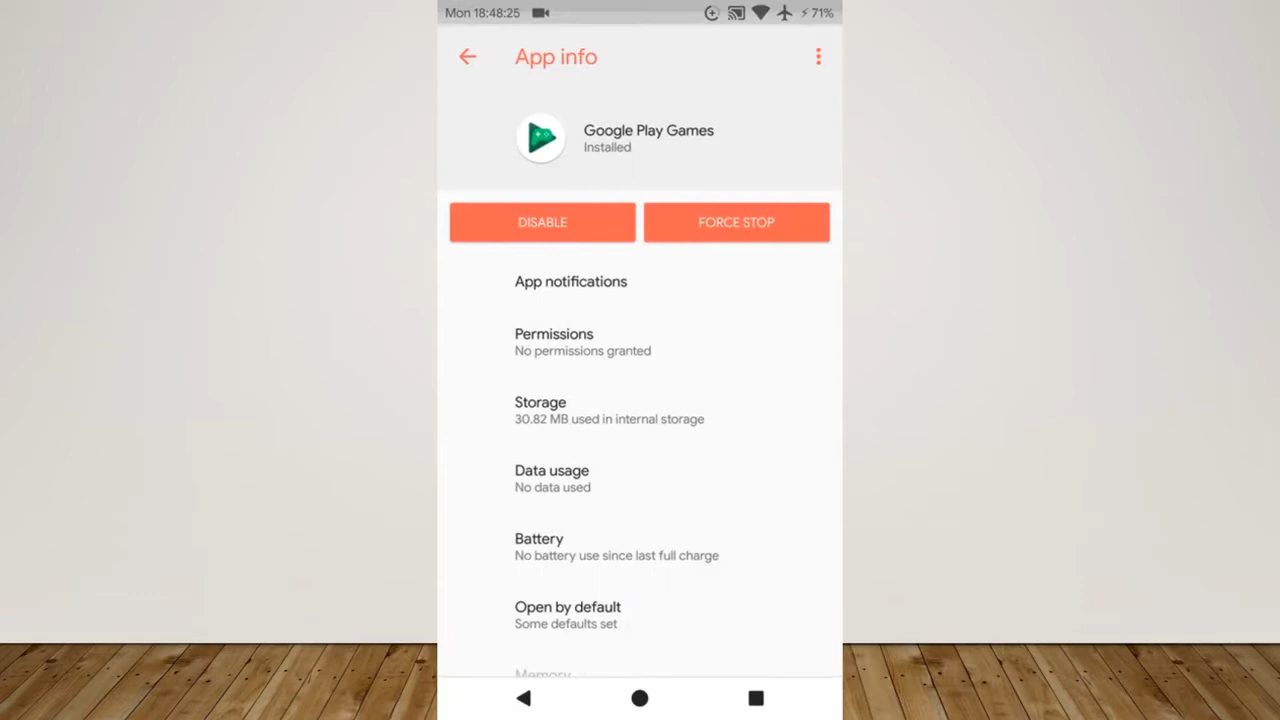 Mon 18:48:25 71%
App info
Google Play Games
Installed
DISABLE FORCE STOP
App notifications
Permissions
No permissions granted
Storage
30.82 MB used in internal storage
Data usage
No data used
Battery
No battery use since last full charge
Open by default
Some defaults set
Memory